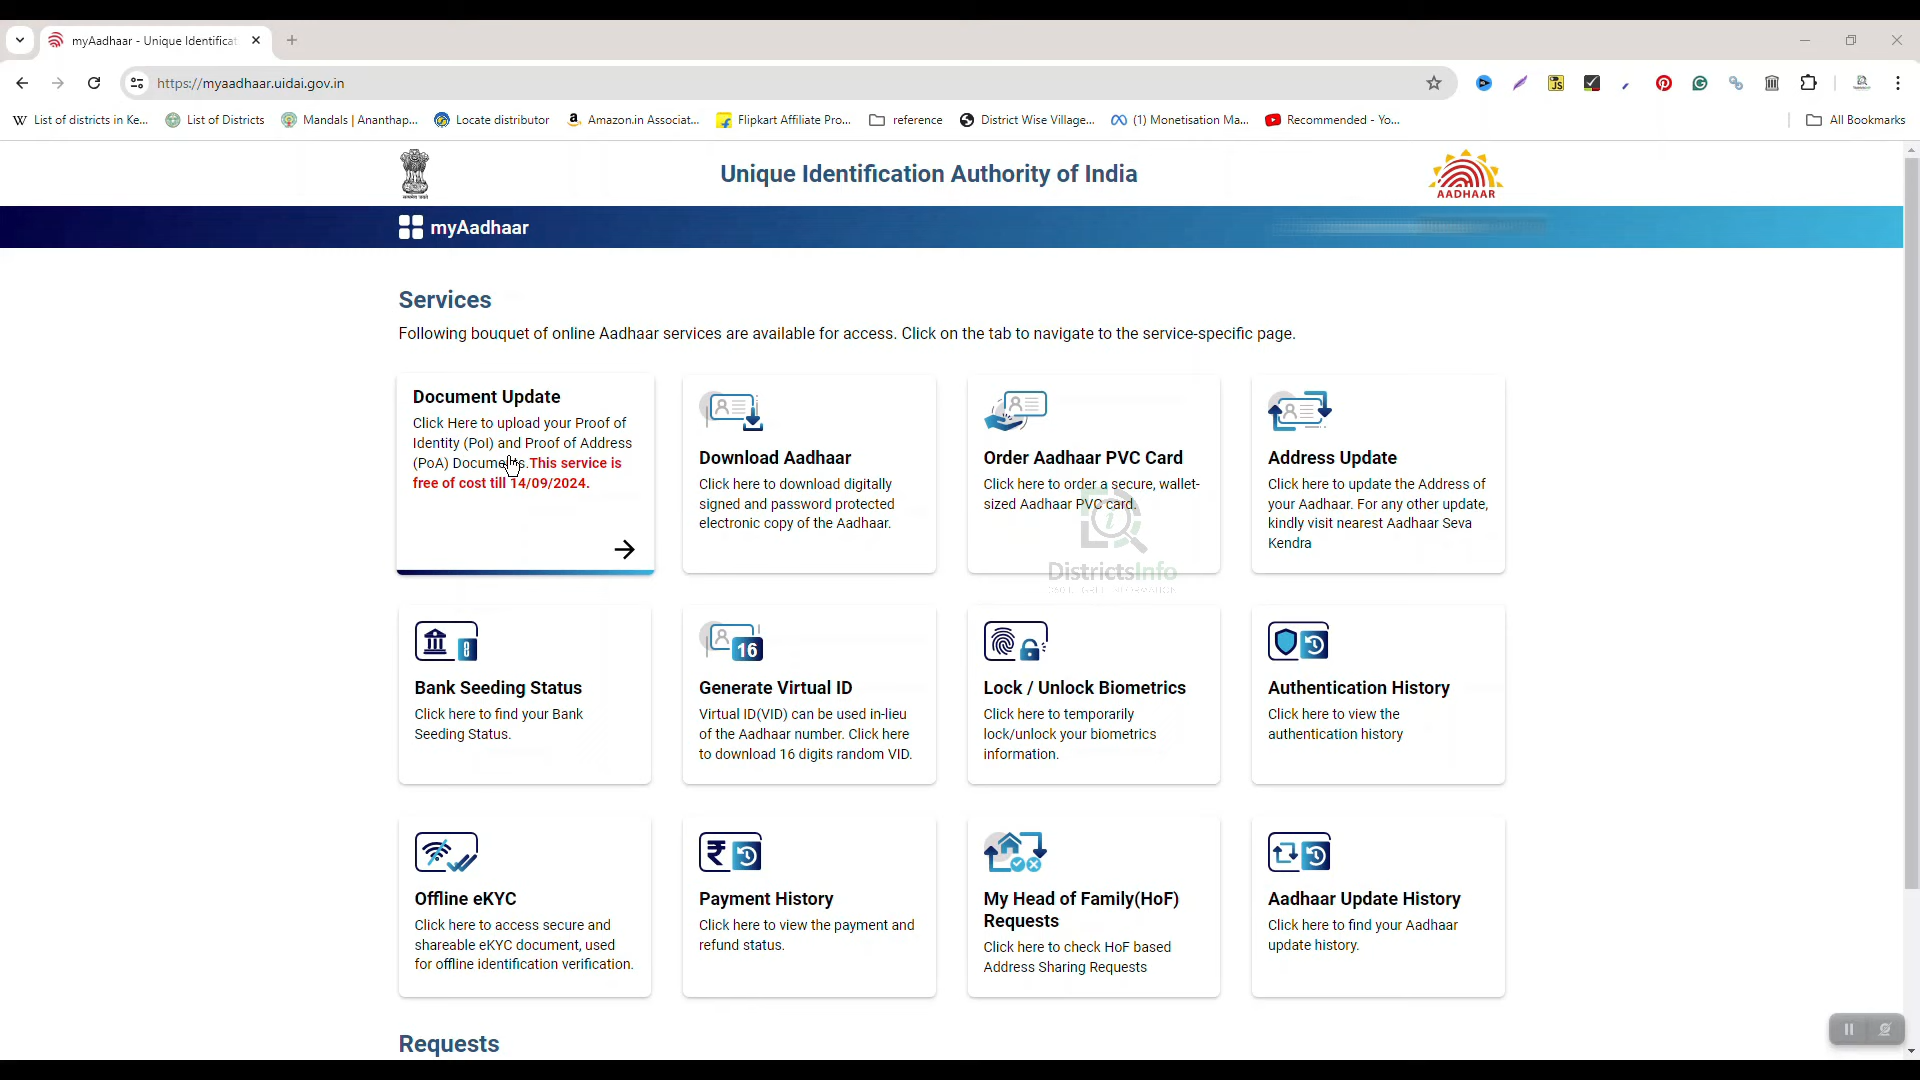 myAadhaar - Unique Identificat
https://myaadhaar.uidai.gov.in
List of districts in Ke...
List of Districts
Mandals | Ananthap...
Locate distributor
Amazon.in Associat...
Flipkart Affiliate Pro...
reference
District Wise Village...
(1) Monetisation Ma...
Recommended - Yo...
All Bookmarks
Unique Identification Authority of India
AADHAAR
myAadhaar
Services
Following bouquet of online Aadhaar services are available for access. Click on the tab to navigate to the service-specific page.
Document Update
Click Here to upload your Proof of
Identity (PoI) and Proof of Address
(PoA) Documents. This service is
free of cost till 14/09/2024.
Download Aadhaar
Click here to download digitally
signed and password protected
electronic copy of the Aadhaar.
Order Aadhaar PVC Card
Click here to order a secure, wallet-
sized Aadhaar PVC card.
DistrictsInfo
Address Update
Click here to update the Address of
your Aadhaar. For any other update,
kindly visit nearest Aadhaar Seva
Kendra
Bank Seeding Status
Click here to find your Bank
Seeding Status.
16
Generate Virtual ID
Virtual ID(VID) can be used in-lieu
of the Aadhaar number. Click here
to download 16 digits random VID.
Lock / Unlock Biometrics
Click here to temporarily
lock/unlock your biometrics
information.
Authentication History
Click here to view the
authentication history
Offline eKYC
Click here to access secure and
shareable eKYC document, used
for offline identification verification.
₹
Payment History
Click here to view the payment and
refund status.
My Head of Family(HoF)
Requests
Click here to check HoF based
Address Sharing Requests
Aadhaar Update History
Click here to find your Aadhaar
update history.
Requests